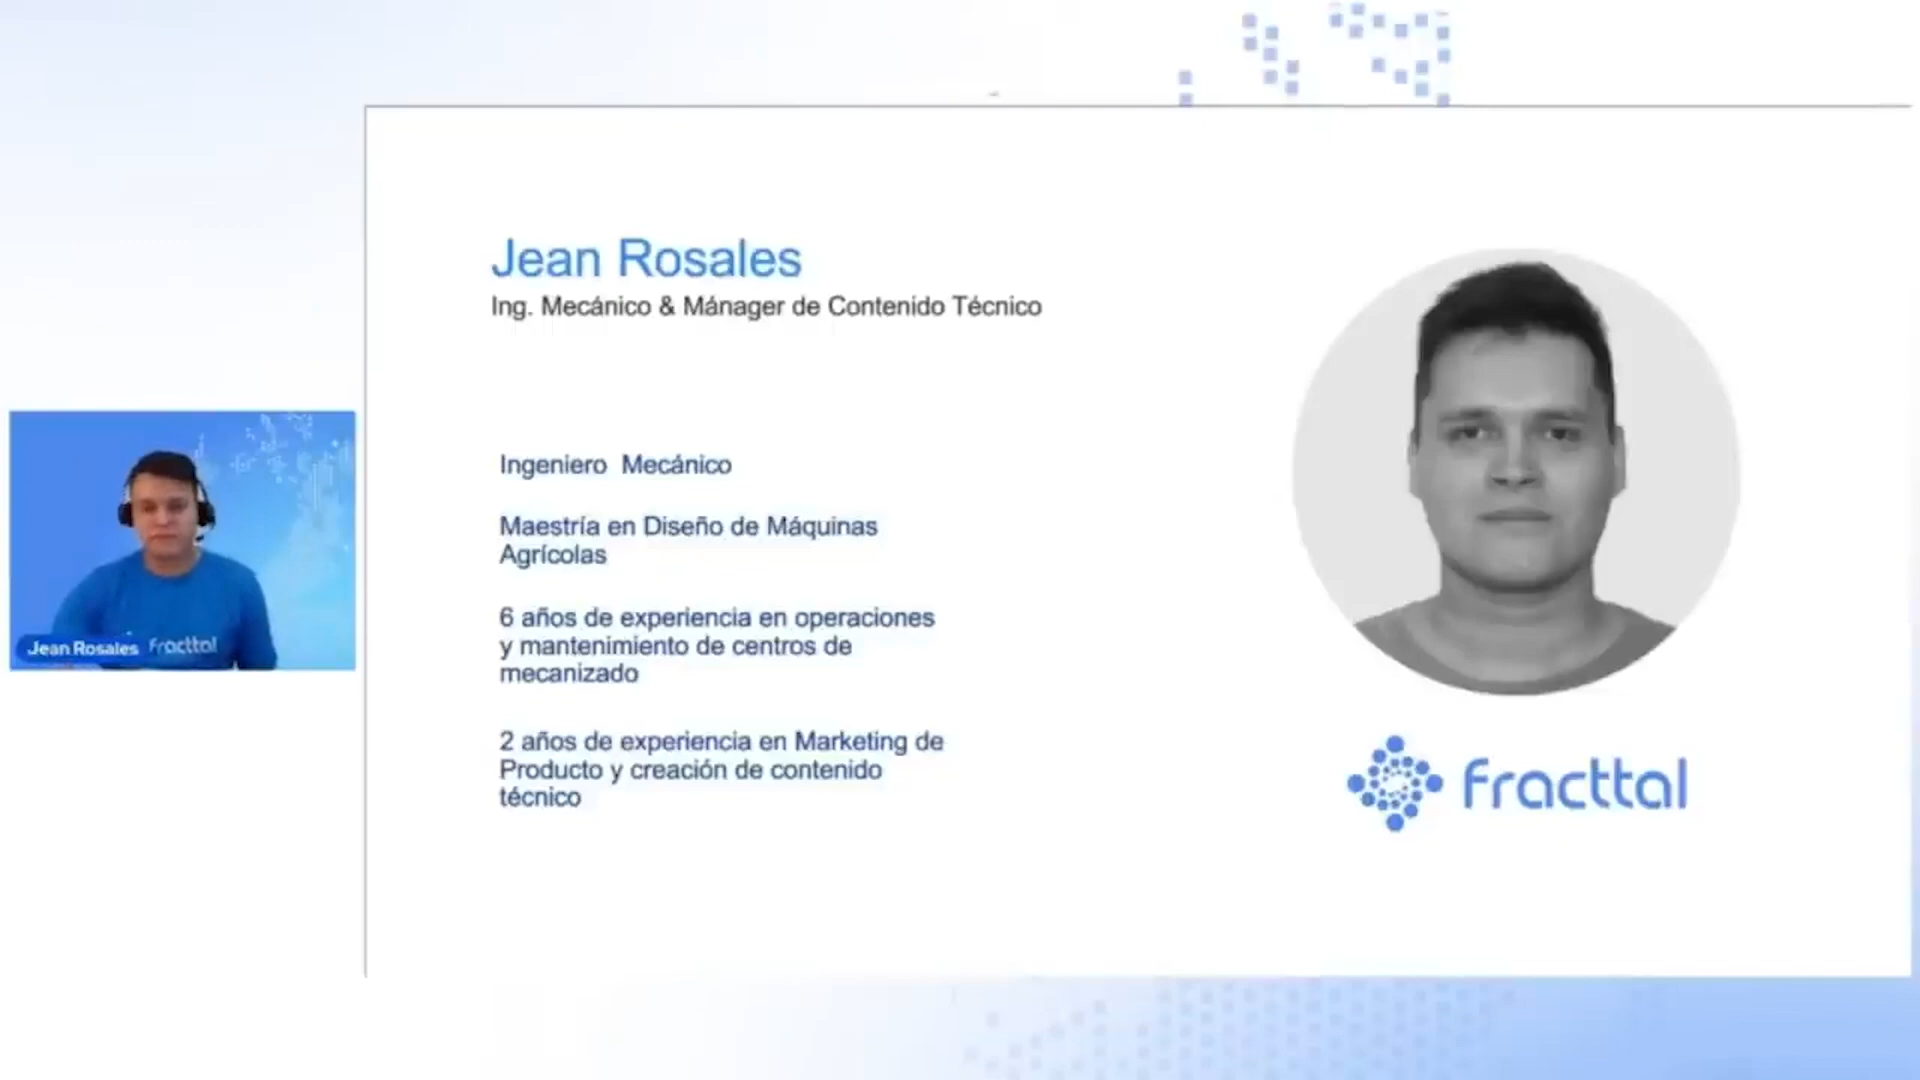 Jean Rosales
Ing. Mecánico & Mánager de Contenido Técnico
Ingeniero Mecánico
Maestría en Diseño de Máquinas
Agrícolas
6 años de experiencia en operaciones
y mantenimiento de centros de
mecanizado
2 años de experiencia en Marketing de
Producto y creación de contenido
técnico
fracttal
Jean Rosales
fracttal